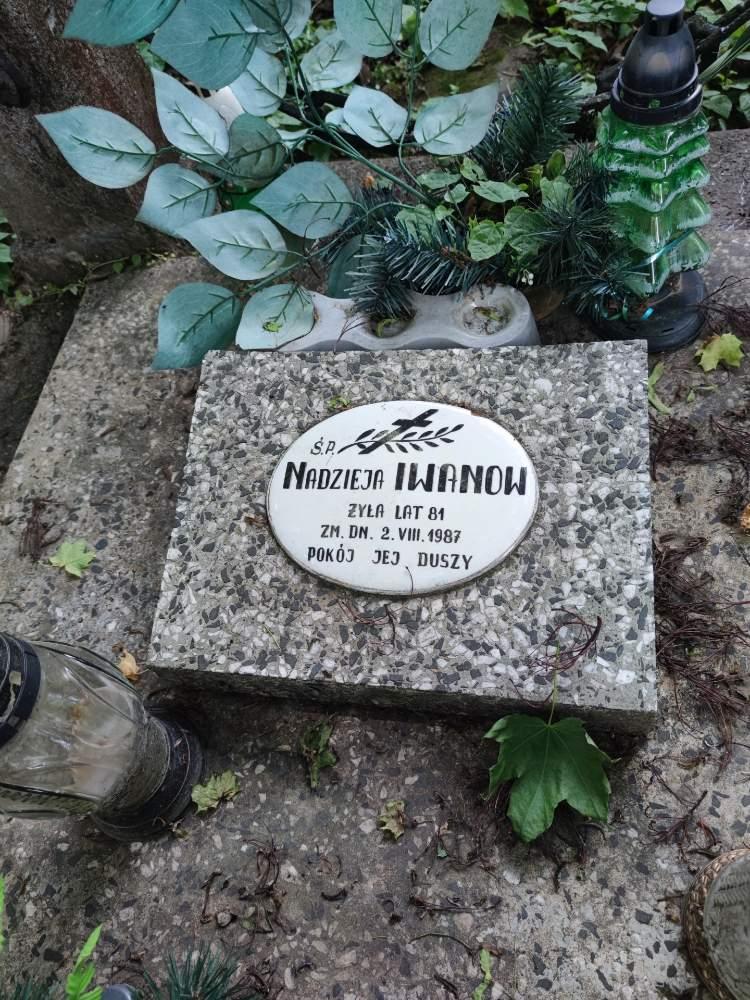 Ś.P.
NADZIEJA IWANOW
ŻYŁA LAT 81
ZM. DN. 2.VIII.1987
POKÓJ JEJ DUSZY